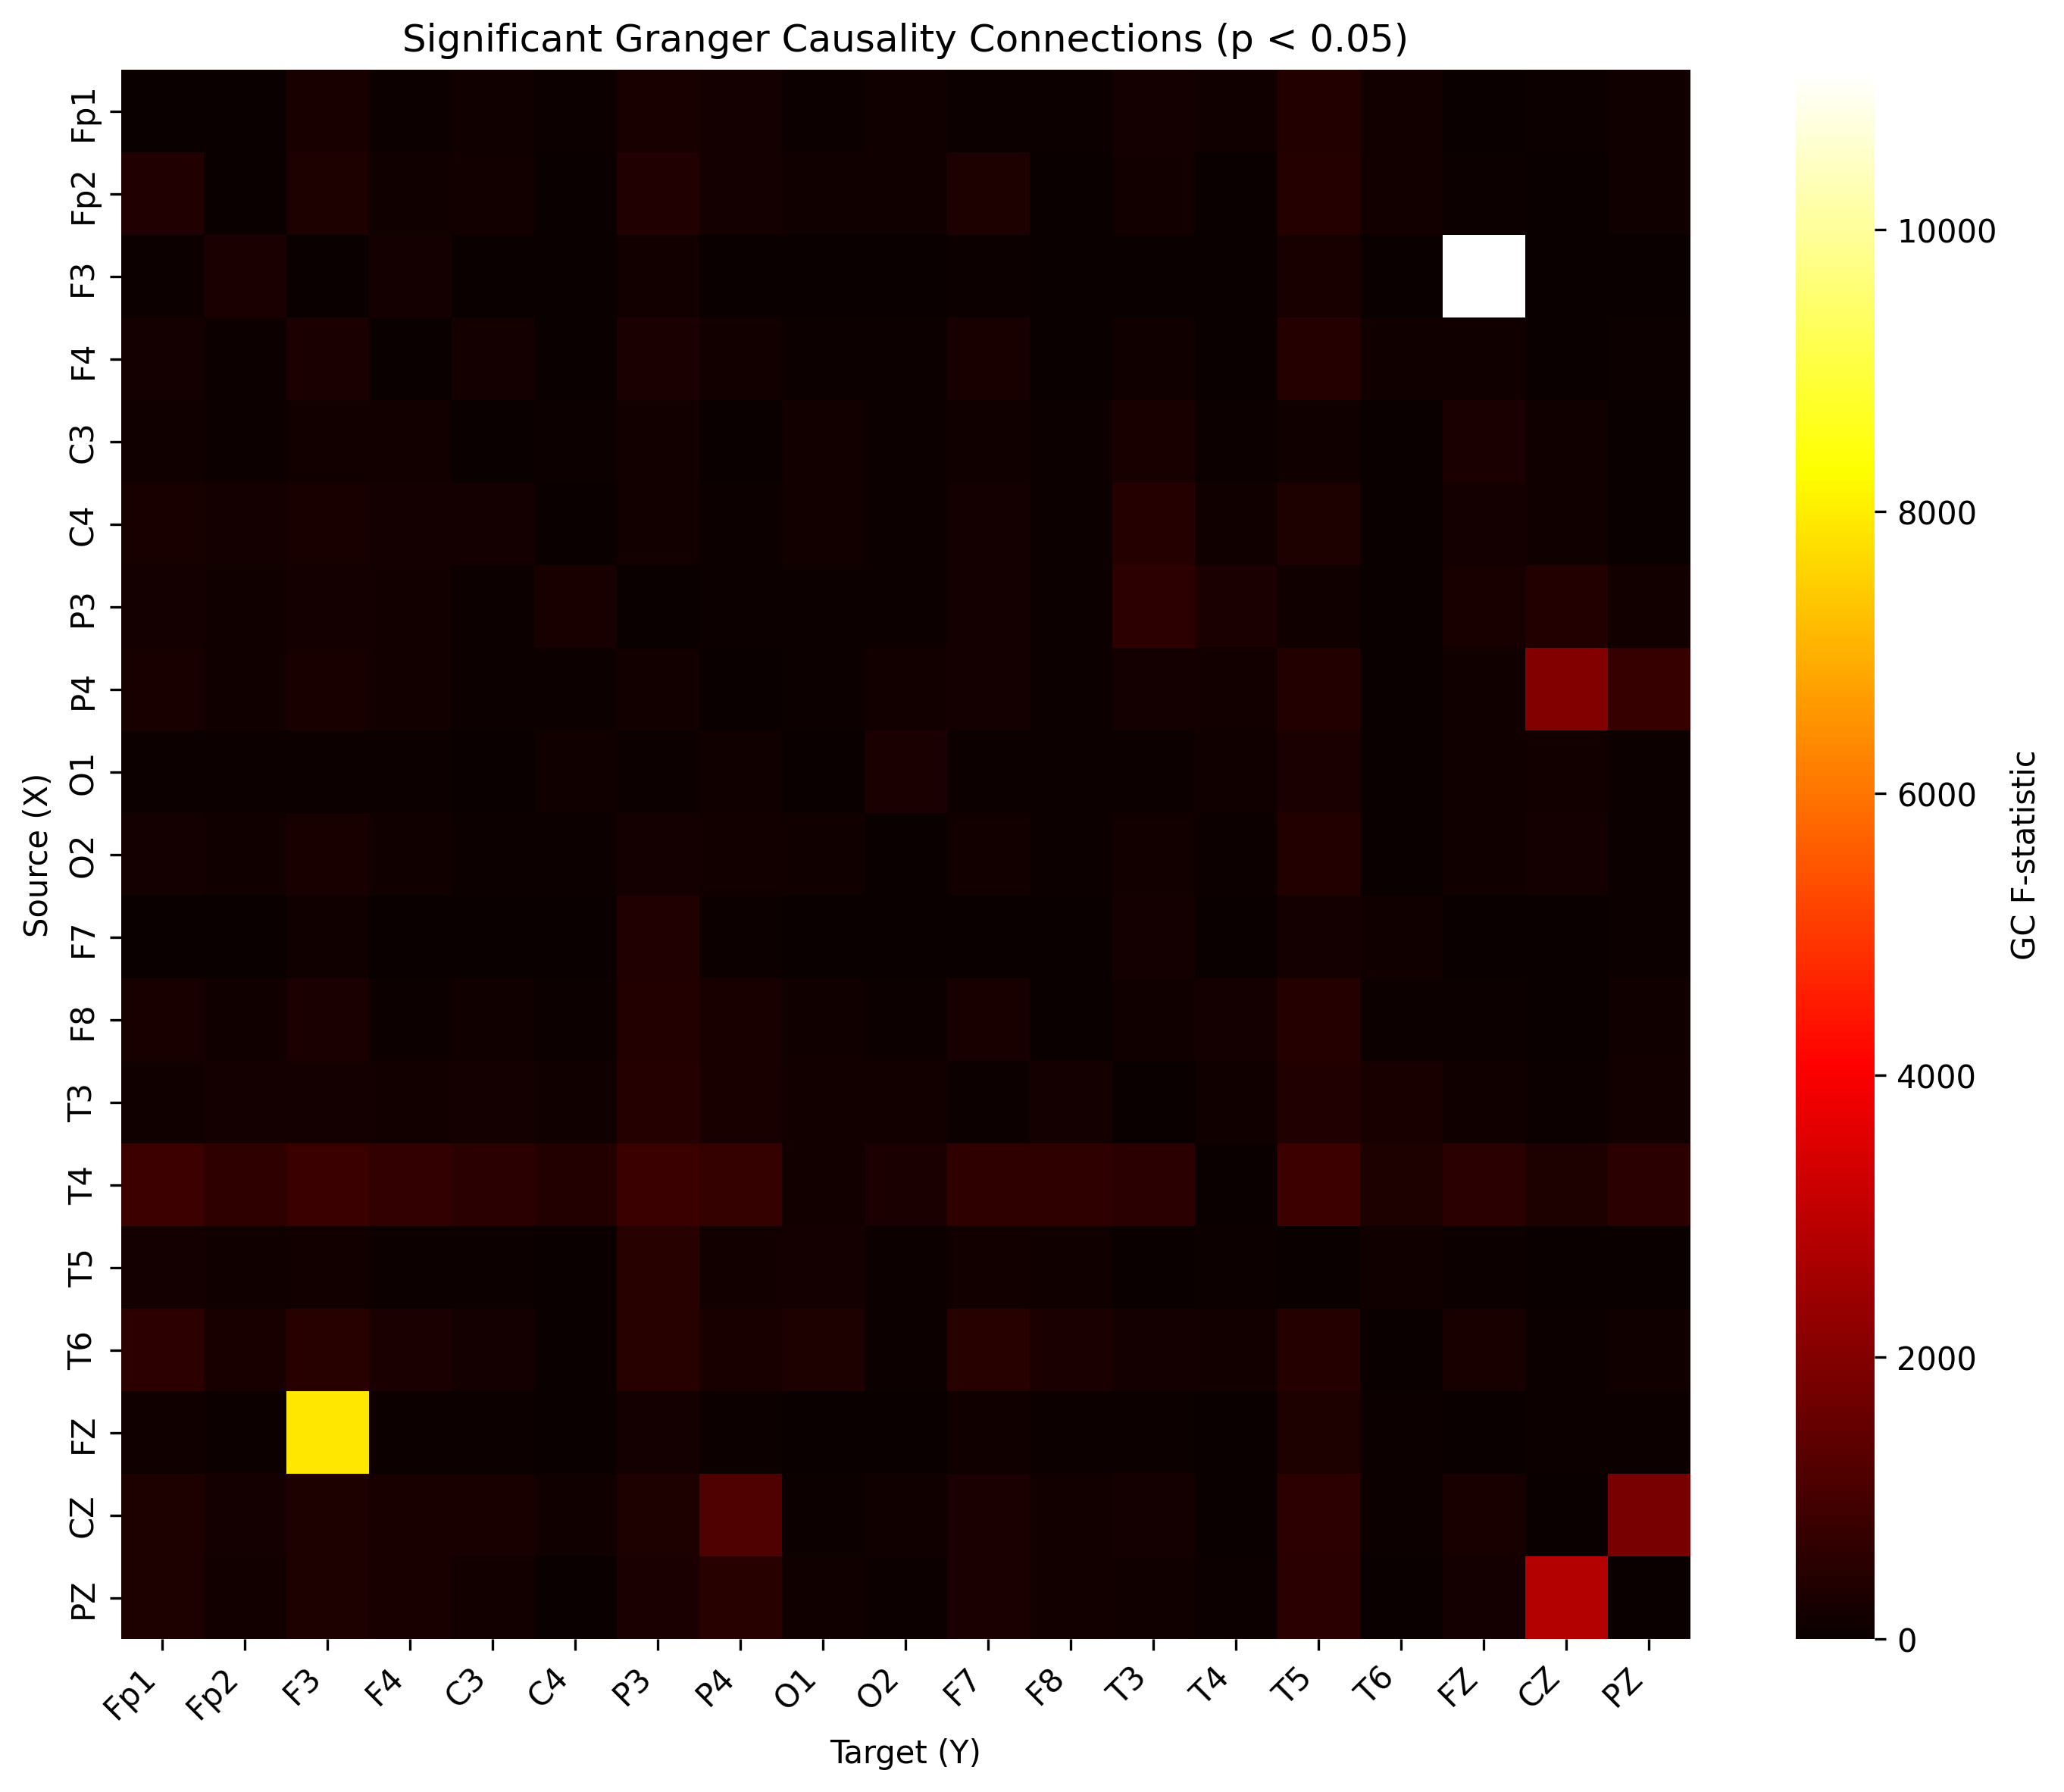 Significant Granger Causality Connections (p < 0.05)
Source (X)
Fp1
Fp2
F3
F4
C3
C4
P3
P4
O1
O2
F7
F8
T3
T4
T5
T6
FZ
CZ
PZ
Fp1 Fp2 F3 F4 C3 C4 P3 P4 O1 O2 F7 F8 T3 T4 T5 T6 FZ CZ PZ
Target (Y)
10000
8000
6000
4000
2000
0
GC F-statistic